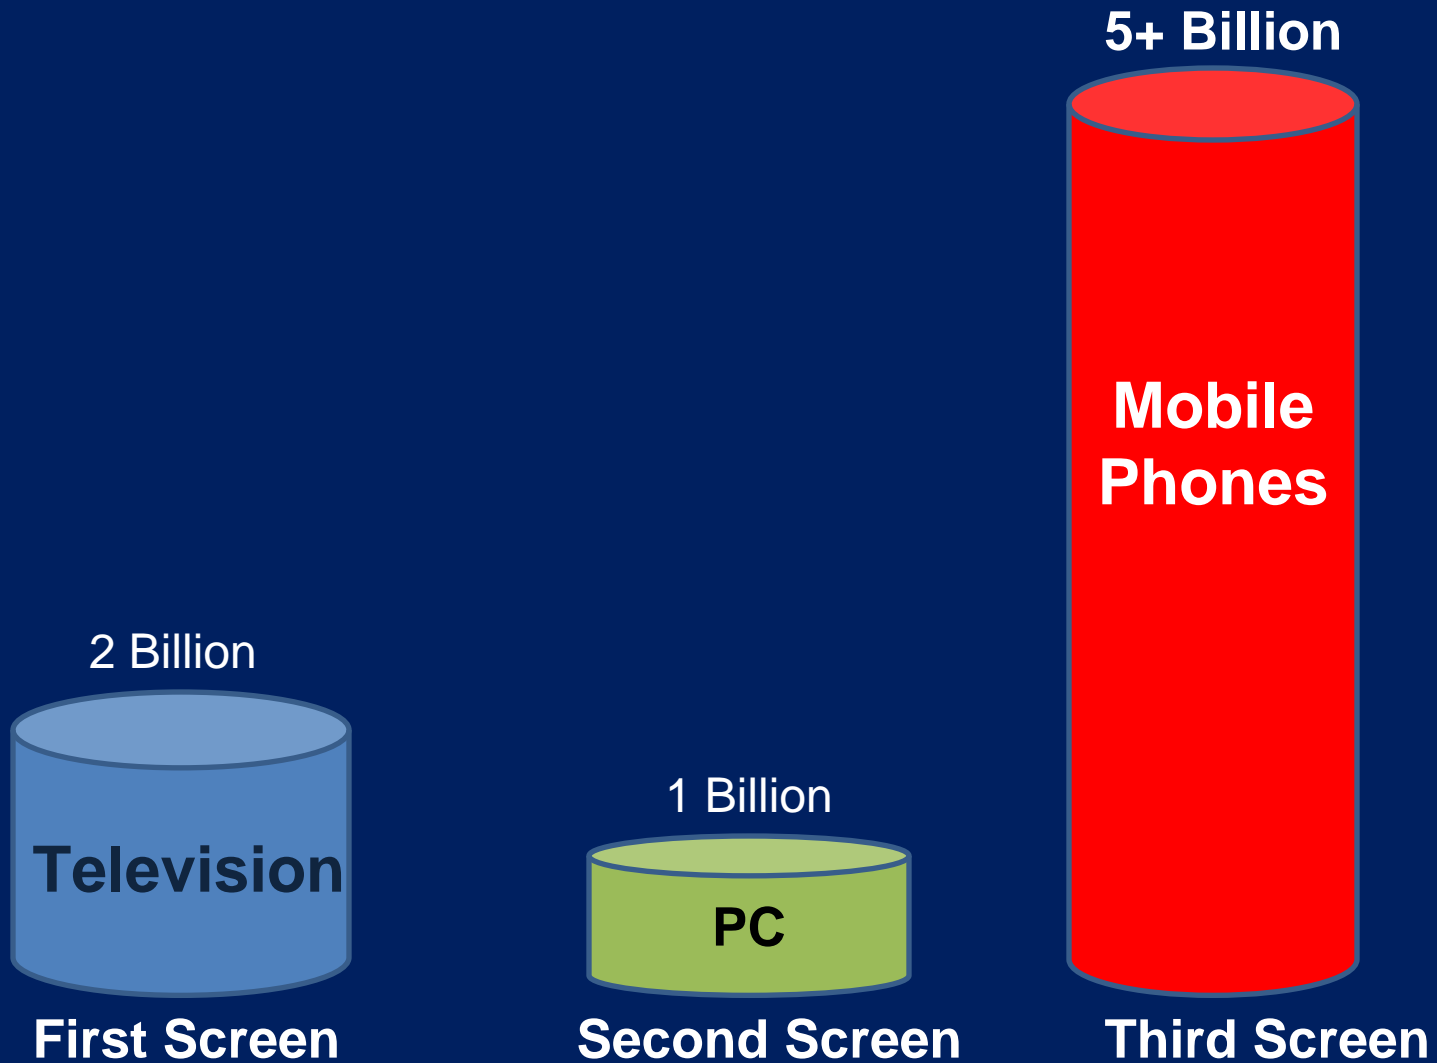 5+ Billion
Mobile
Phones
2 Billion
Television
1 Billion
PC
First Screen
Second Screen
Third Screen